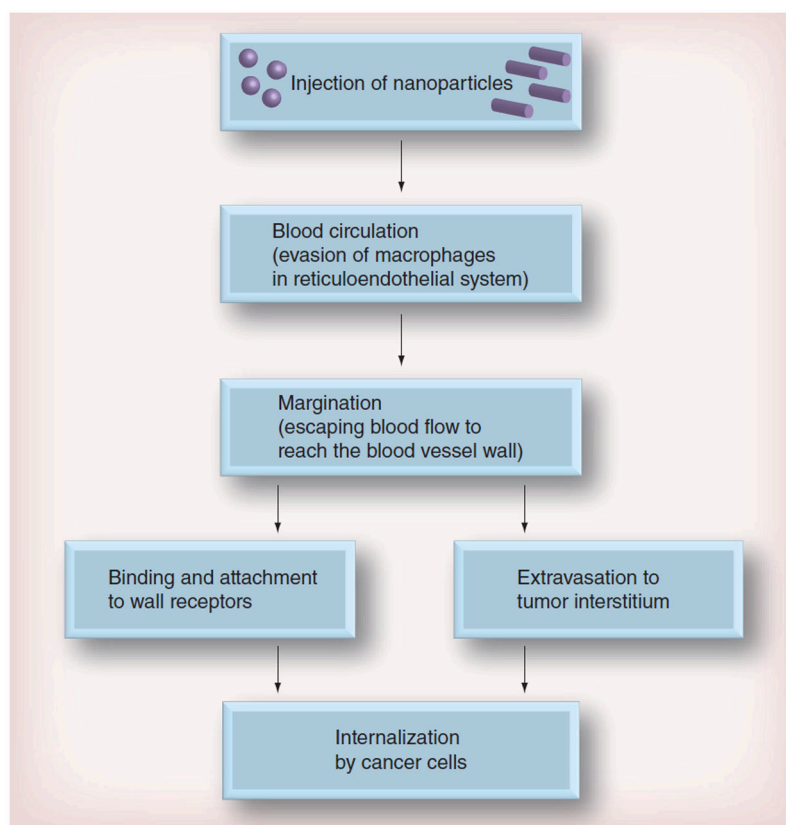 Injection of nanoparticles
Blood circulation
(evasion of macrophages
in reticuloendothelial system)
Margination
(escaping blood flow to
reach the blood vessel wall)
Binding and attachment
to wall receptors
Extravasation to
tumor interstitium
Internalization
by cancer cells